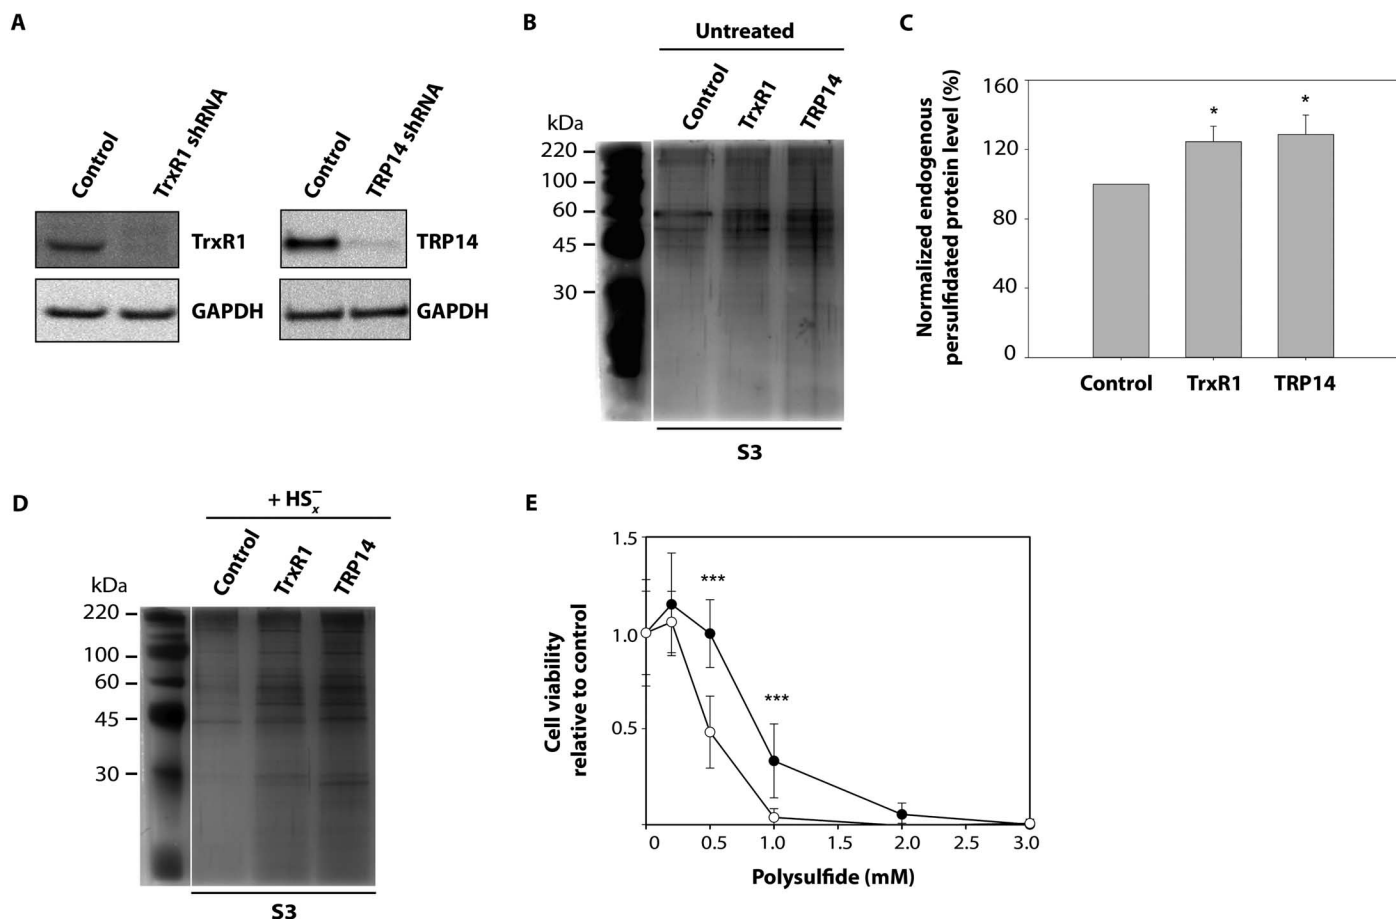 A
Control
TrxR1 shRNA
TrxR1
GAPDH
Control
TRP14 shRNA
TRP14
GAPDH
B
Untreated
Control
TrxR1
TRP14
kDa
220
100
60
45
30
S3
C
Normalized endogenous
persulfidated protein level (%)
160
120
80
40
0
*
*
Control
TrxR1
TRP14
D
+ HS⁻ₓ
Control
TrxR1
TRP14
kDa
220
100
60
45
30
S3
E
Cell viability
relative to control
1.5
1.0
0.5
***
***
0
0.5
1.0
1.5
2.0
2.5
3.0
Polysulfide (mM)